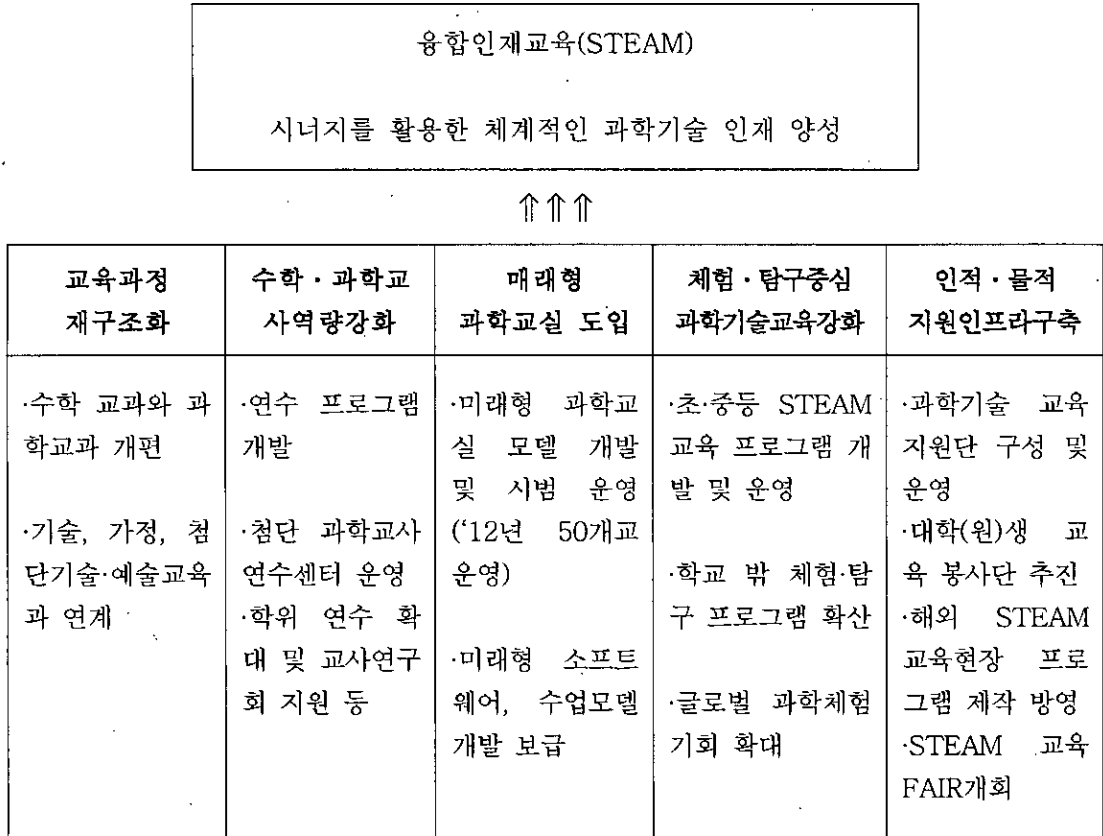 융합인재교육(STEAM)
시너지를 활용한 체계적인 과학기술 인재 양성
⇑⇑⇑
교육과정
재구조화
수학·과학교
사역량강화
매래형
과학교실 도입
체험·탐구중심
과학기술교육강화
인적·물적
지원인프라구축
·수학 교과와 과
학교과 개편
·기술, 가정, 첨
단기술·예술교육
과 연계
·연수 프로그램
개발
·첨단 과학교사
연수센터 운영
·학위 연수 확
대 및 교사연구
회 지원 등
·미래형 과학교
실 모델 개발
및 시범 운영
(‘12년 50개교
운영)
·미래형 소프트
웨어, 수업모델
개발 보급
·초·중등 STEAM
교육 프로그램 개
발 및 운영
·학교 밖 체험·탐
구 프로그램 확산
·글로벌 과학체험
기회 확대
·과학기술 교육
지원단 구성 및
운영
·대학(원)생 교
육 봉사단 추진
·해외 STEAM
교육현장 프로
그램 제작 방영
·STEAM 교육
FAIR개회